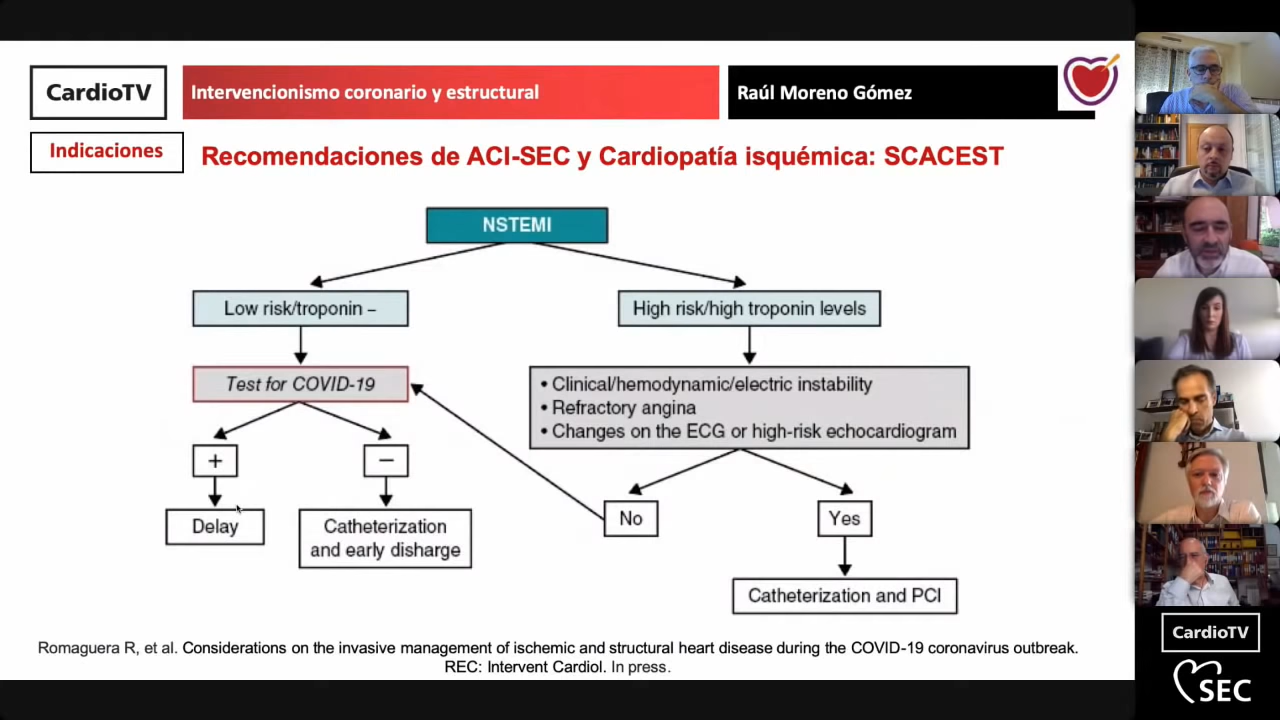 CardioTV
Intervencionismo coronario y estructural
Raúl Moreno Gómez
Indicaciones
Recomendaciones de ACI-SEC y Cardiopatía isquémica: SCACEST
NSTEMI
Low risk/troponin –
High risk/high troponin levels
Test for COVID-19
• Clinical/hemodynamic/electric instability
• Refractory angina
• Changes on the ECG or high-risk echocardiogram
+
–
No
Yes
Delay
Catheterization
and early disharge
Catheterization and PCI
Romaguera R, et al. Considerations on the invasive management of ischemic and structural heart disease during the COVID-19 coronavirus outbreak.
REC: Intervent Cardiol. In press.
CardioTV
SEC